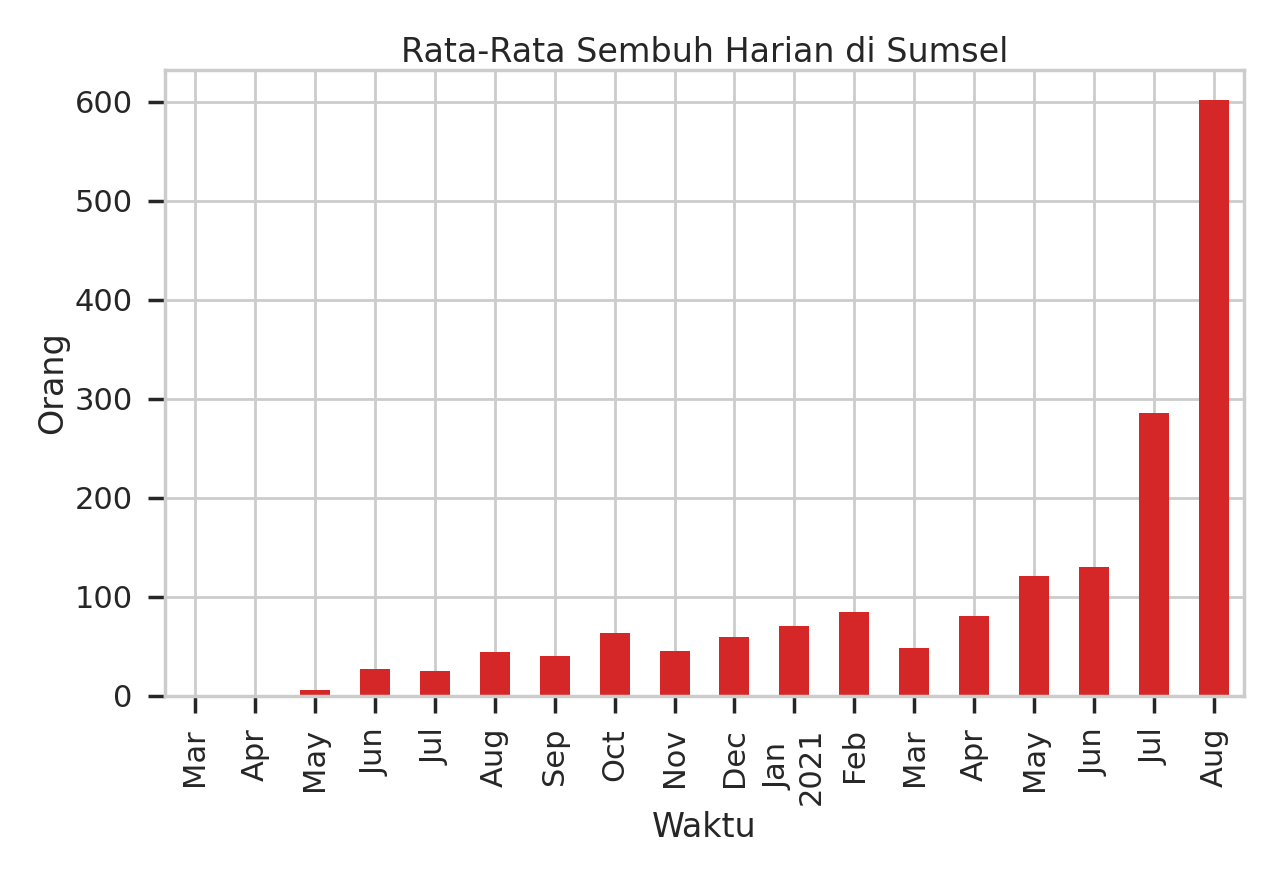 Rata-Rata Sembuh Harian di Sumsel
600
500
400
300
200
100
0
Orang
Mar
Apr
May
Jun
Jul
Aug
Sep
Oct
Nov
Dec
Jan
2021
Feb
Mar
Apr
May
Jun
Jul
Aug
Waktu